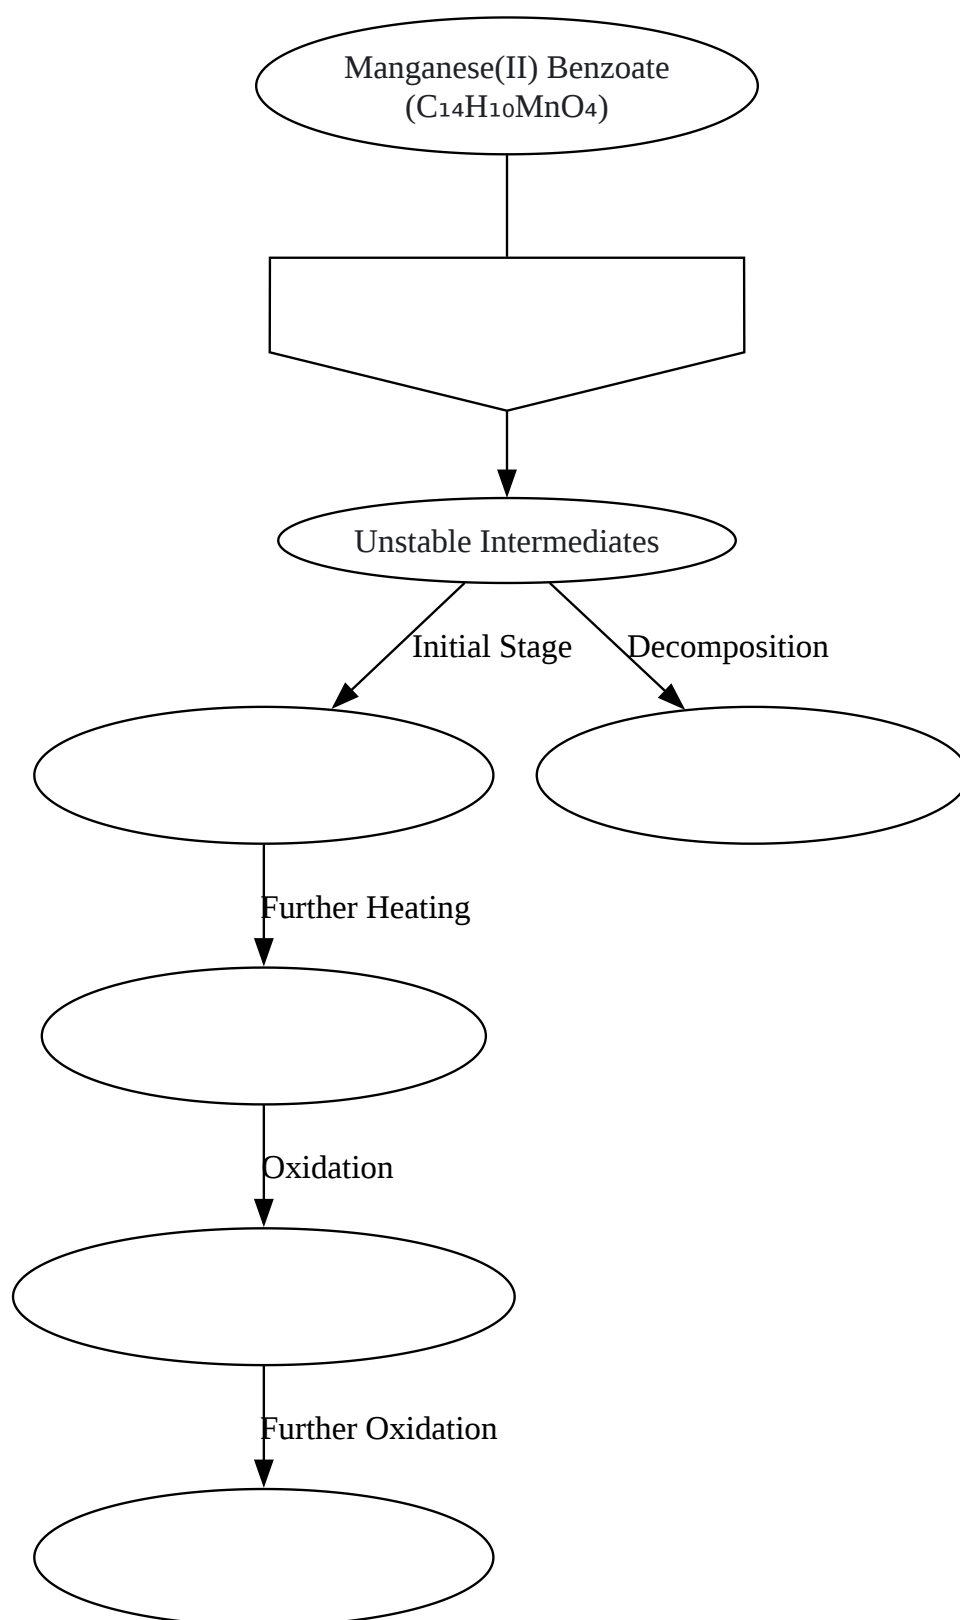 Manganese(II) Benzoate
(C₁₄H₁₀MnO₄)
Unstable Intermediates
Initial Stage
Decomposition
Further Heating
Oxidation
Further Oxidation